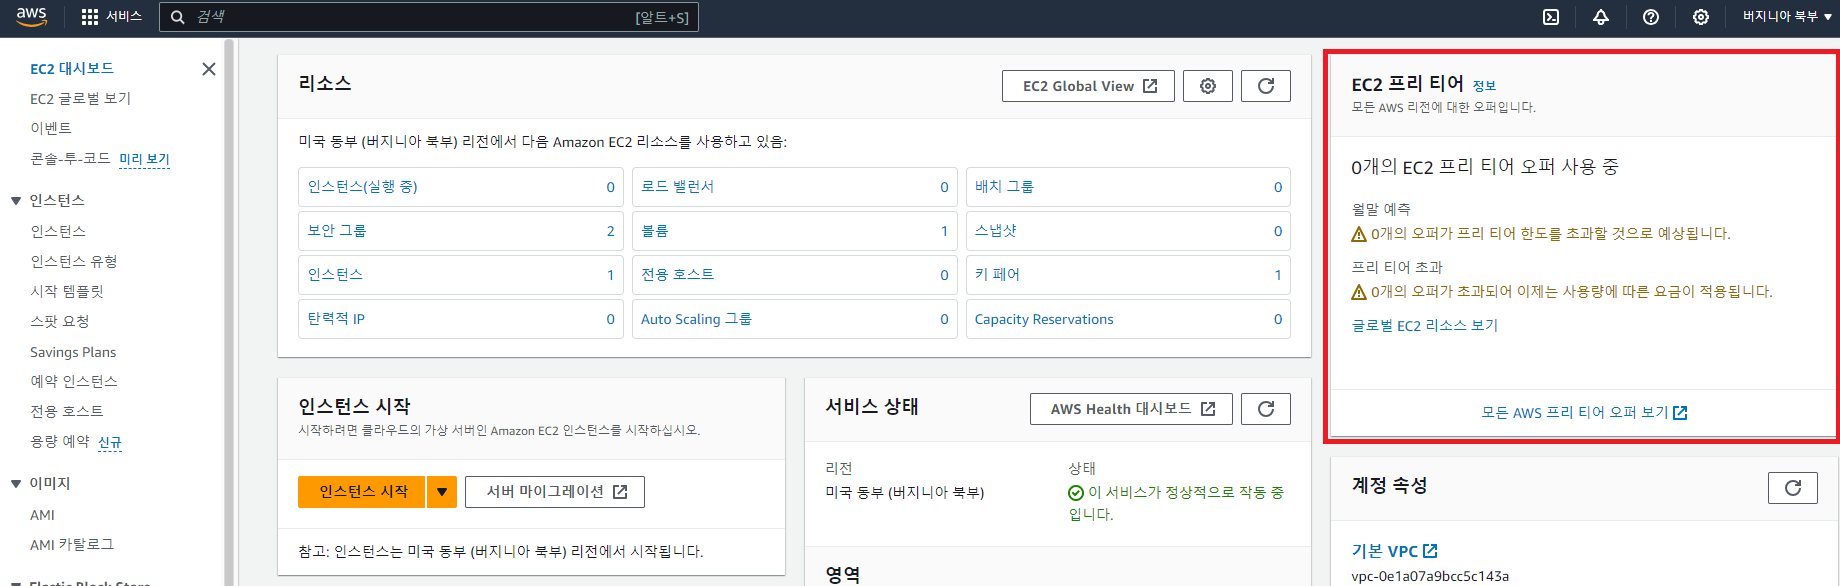 aws
서비스
검색
[알트+S]
버지니아 북부
EC2 대시보드
EC2 글로벌 보기
이벤트
콘솔-투-코드 미리 보기
인스턴스
인스턴스
인스턴스 유형
시작 템플릿
스팟 요청
Savings Plans
예약 인스턴스
전용 호스트
용량 예약 신규
이미지
AMI
AMI 카탈로그
Elastic Block Store
리소스
EC2 Global View
미국 동부 (버지니아 북부) 리전에서 다음 Amazon EC2 리소스를 사용하고 있음:
인스턴스(실행 중) 0
로드 밸런서 0
배치 그룹 0
보안 그룹 2
볼륨 1
스냅샷 0
인스턴스 1
전용 호스트 0
키 페어 1
탄력적 IP 0
Auto Scaling 그룹 0
Capacity Reservations 0
인스턴스 시작
시작하려면 클라우드의 가상 서버인 Amazon EC2 인스턴스를 시작하십시오.
인스턴스 시작
서버 마이그레이션
참고: 인스턴스는 미국 동부 (버지니아 북부) 리전에서 시작됩니다.
서비스 상태
AWS Health 대시보드
리전
미국 동부 (버지니아 북부)
상태
이 서비스가 정상적으로 작동 중
입니다.
영역
EC2 프리 티어 정보
모든 AWS 리전에 대한 오퍼입니다.
0개의 EC2 프리 티어 오퍼 사용 중
월말 예측
0개의 오퍼가 프리 티어 한도를 초과할 것으로 예상됩니다.
프리 티어 초과
0개의 오퍼가 초과되어 이제는 사용량에 따른 요금이 적용됩니다.
글로벌 EC2 리소스 보기
모든 AWS 프리 티어 오퍼 보기
계정 속성
기본 VPC
vpc-0e1a07a9bcc5c143a